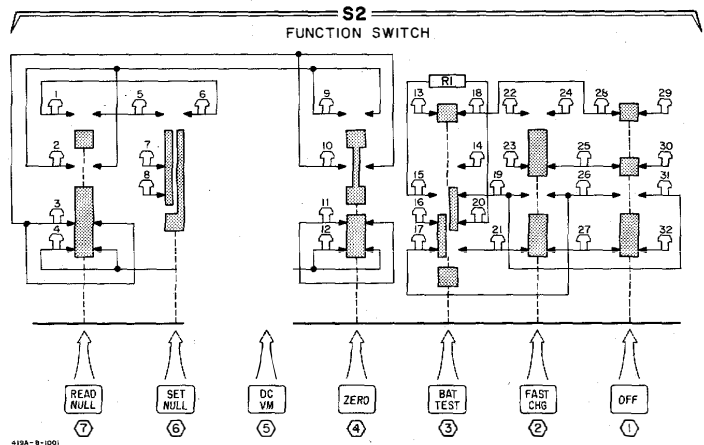 S2
FUNCTION SWITCH
R1
1 5 6 9 13 18 22 24 28 29
2 7 10 14 23 25 30
8 15 19 26 31
3 11 16 20
4 12 17 21 27 32
READ NULL
SET NULL
DC VM
ZERO
BAT TEST
FAST CHG
OFF
7 6 5 4 3 2 1
419A-B-1001